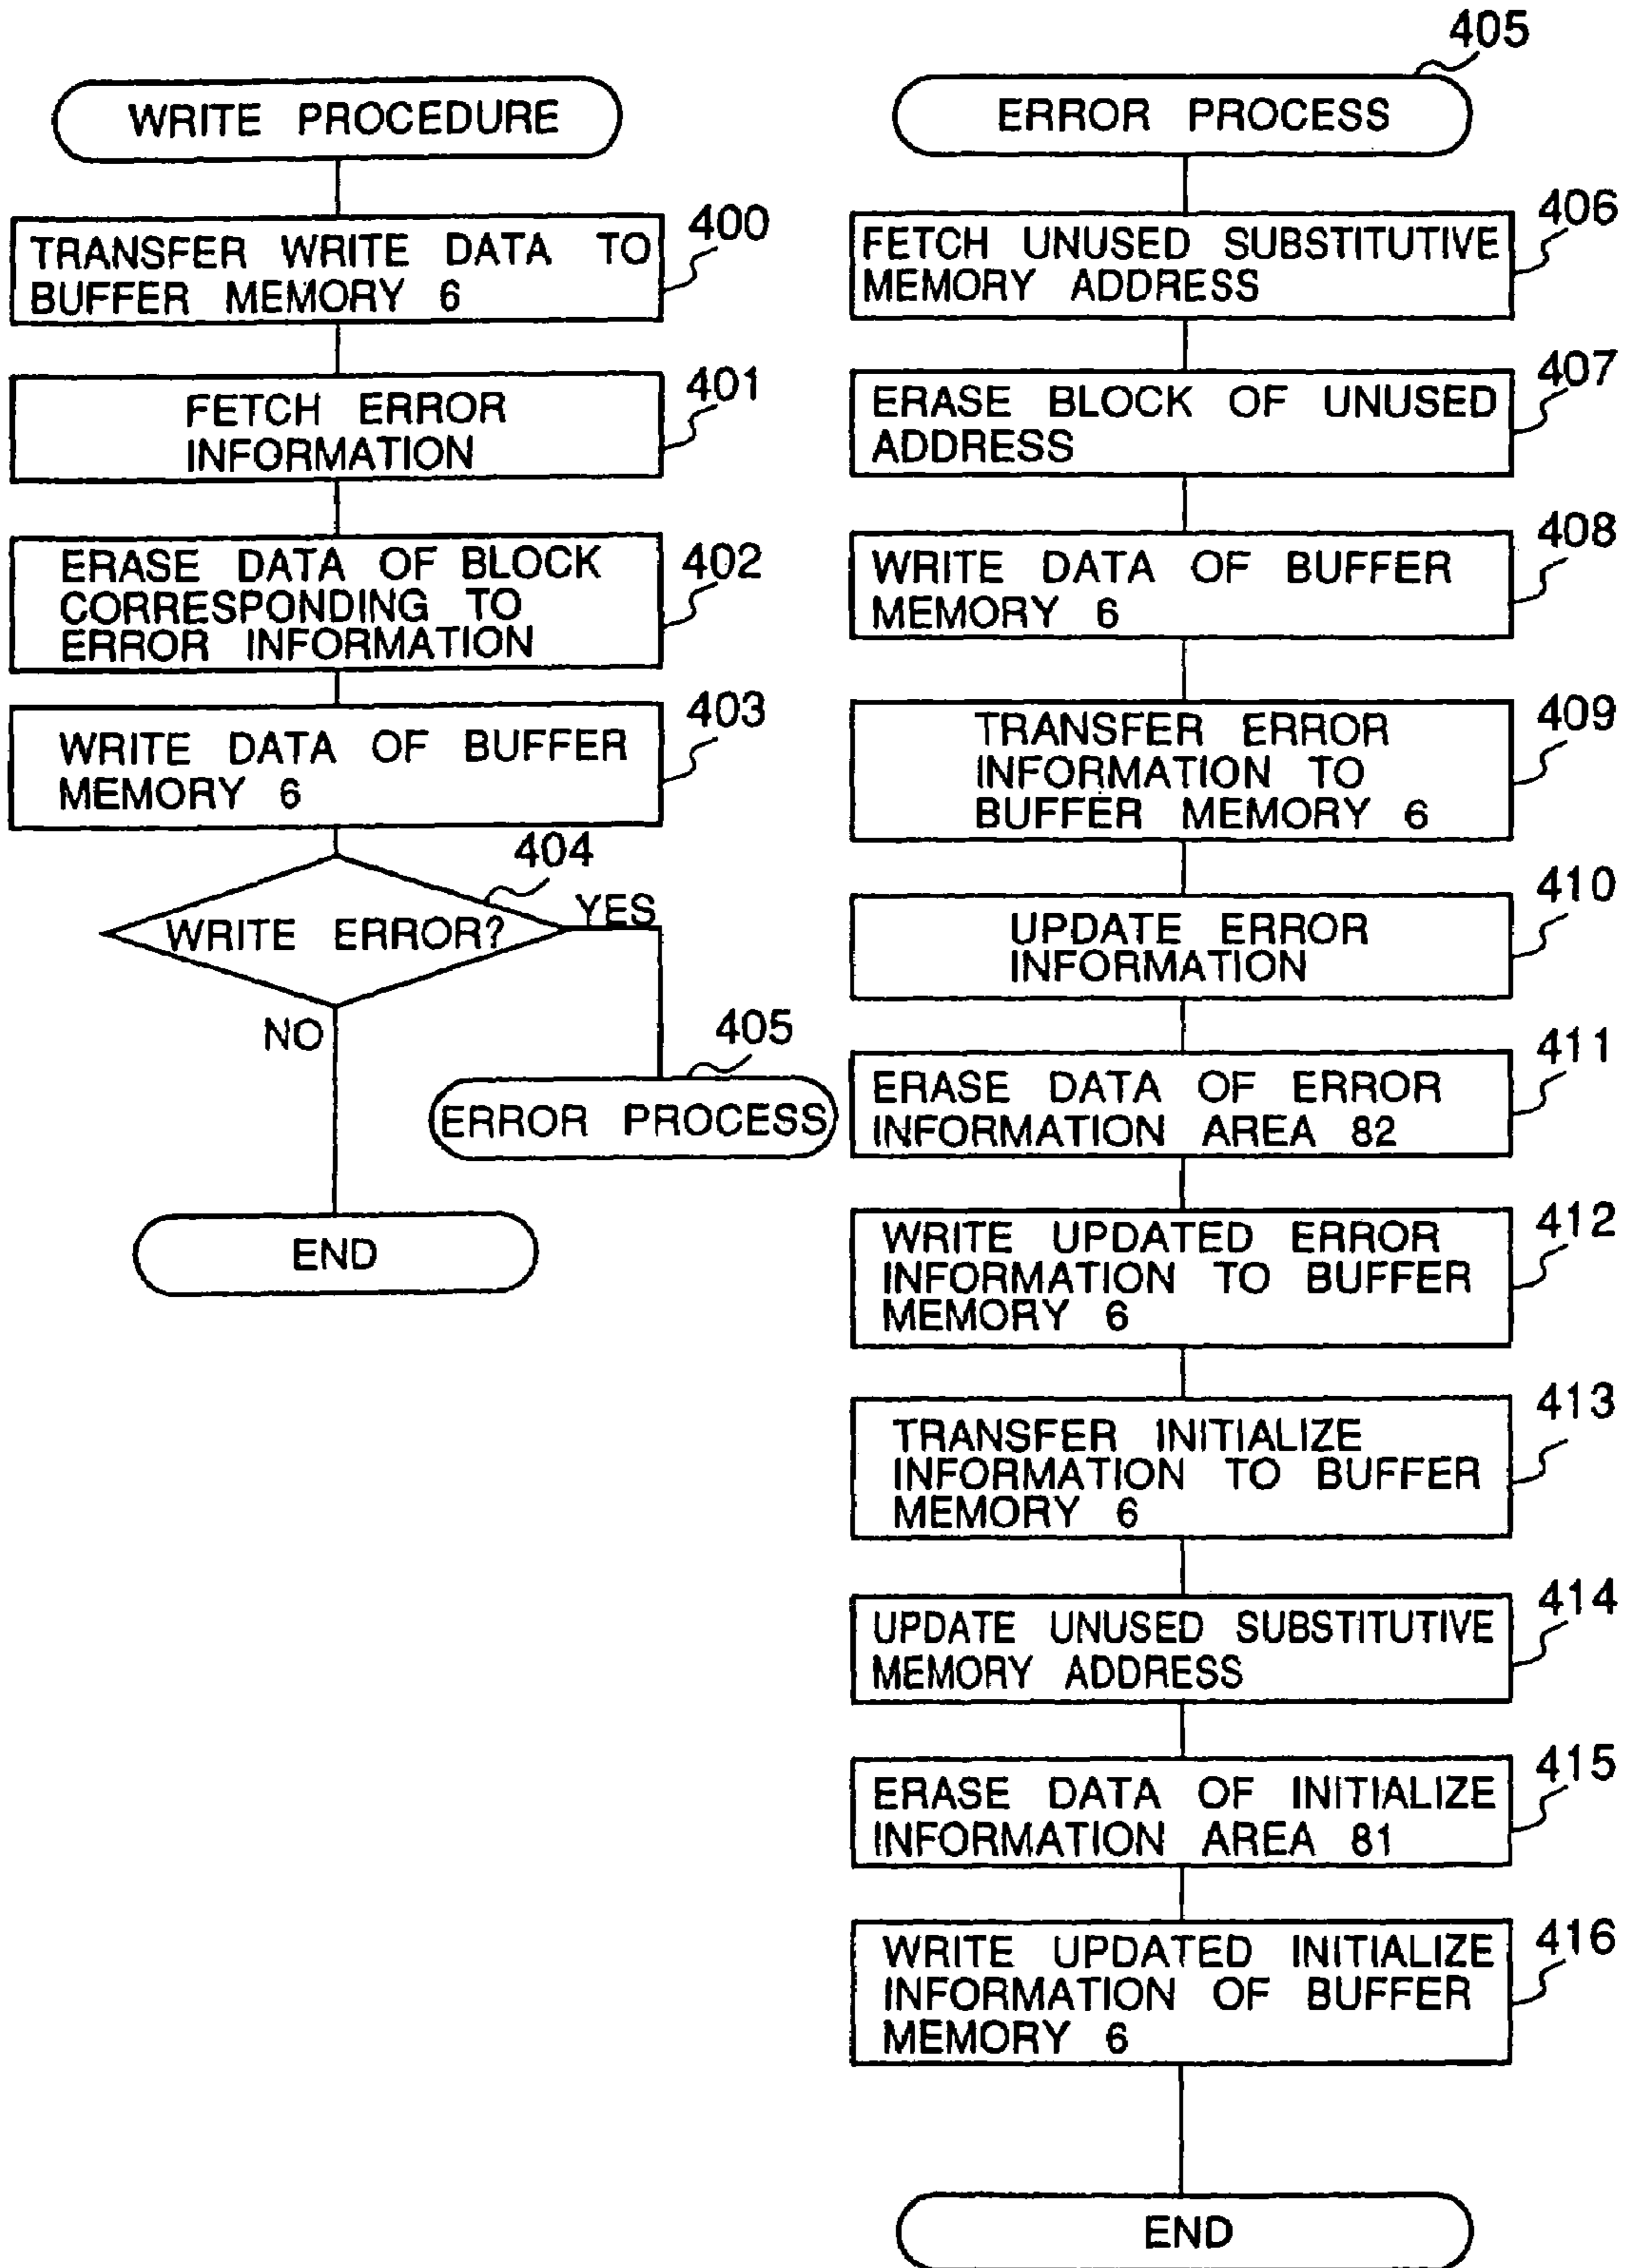 WRITE PROCEDURE
TRANSFER WRITE DATA TO
BUFFER MEMORY 6
400
FETCH ERROR
INFORMATION
401
ERASE DATA OF BLOCK
CORRESPONDING TO
ERROR INFORMATION
402
WRITE DATA OF BUFFER
MEMORY 6
403
WRITE ERROR?
404
YES
NO
405
ERROR PROCESS
END
405
ERROR PROCESS
FETCH UNUSED SUBSTITUTIVE
MEMORY ADDRESS
406
ERASE BLOCK OF UNUSED
ADDRESS
407
WRITE DATA OF BUFFER
MEMORY 6
408
TRANSFER ERROR
INFORMATION TO
BUFFER MEMORY 6
409
UPDATE ERROR
INFORMATION
410
ERASE DATA OF ERROR
INFORMATION AREA 82
411
WRITE UPDATED ERROR
INFORMATION TO BUFFER
MEMORY 6
412
TRANSFER INITIALIZE
INFORMATION TO BUFFER
MEMORY 6
413
UPDATE UNUSED SUBSTITUTIVE
MEMORY ADDRESS
414
ERASE DATA OF INITIALIZE
INFORMATION AREA 81
415
WRITE UPDATED INITIALIZE
INFORMATION OF BUFFER
MEMORY 6
416
END